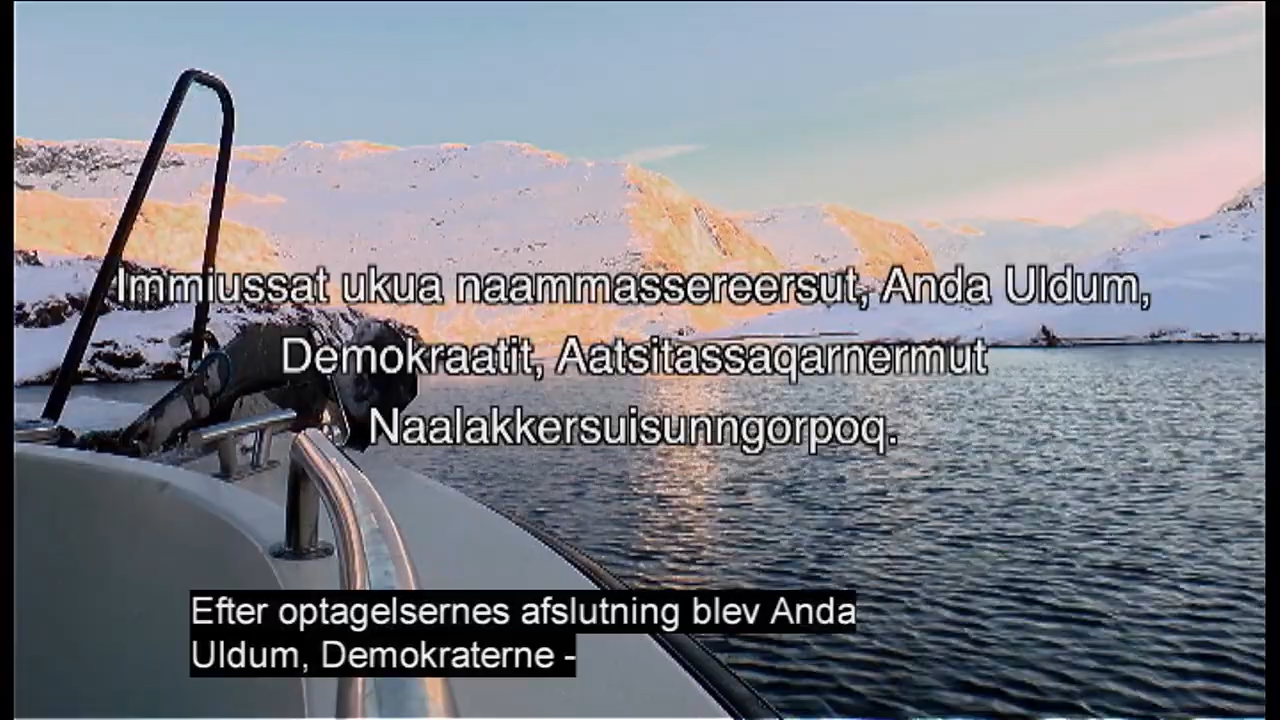 Immiussat ukua naammassereersut, Anda Uldum,
Demokraatit, Aatsitassaqarnermut
Naalakkersuisunngorpoq.
Efter optagelsernes afslutning blev Anda
Uldum, Demokraterne -